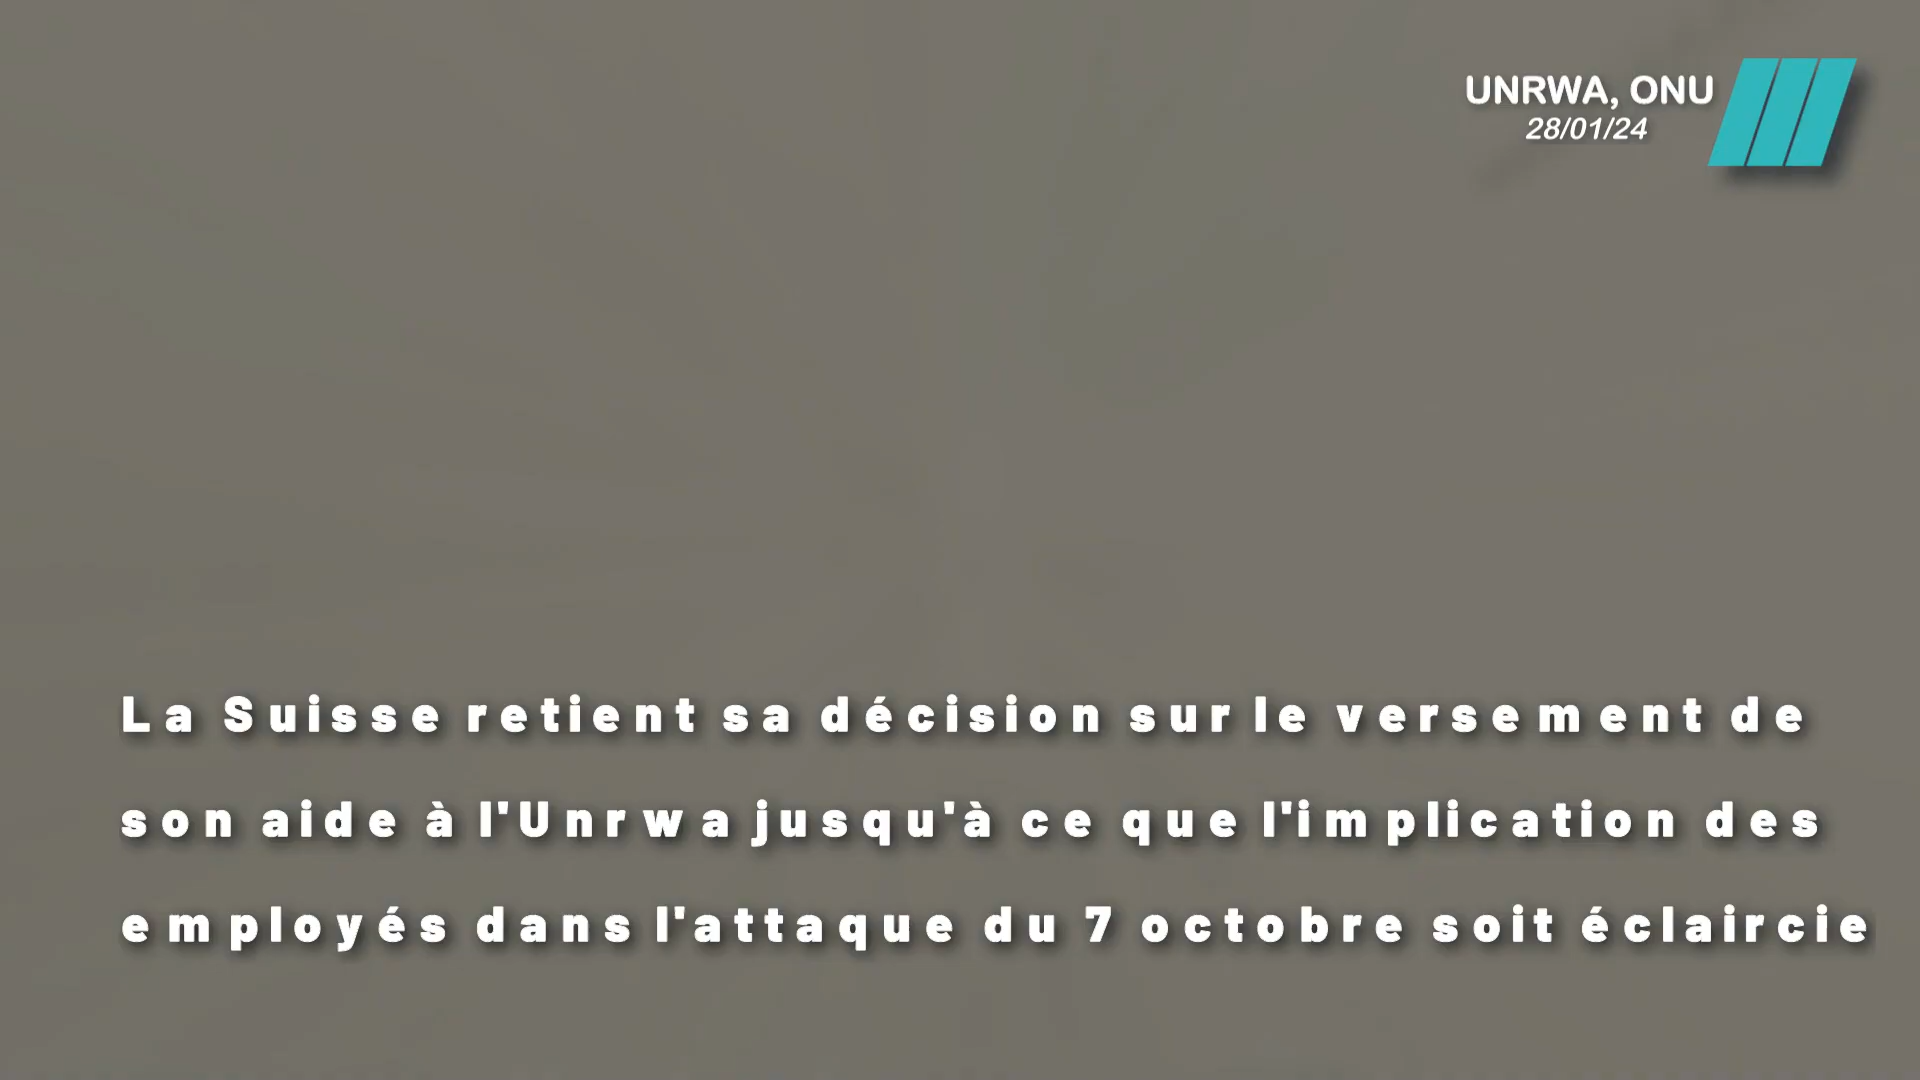 UNRWA, ONU
28/01/24
La Suisse retient sa décision sur le versement de
son aide à l'Unrwa jusqu'à ce que l'implication des
employés dans l'attaque du 7 octobre soit éclaircie